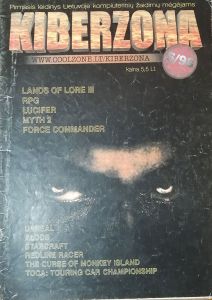 Pirmasis leidinys Lietuvoje kompiuterinių žaidimų mėgėjams
KIBERZONA
WWW.COOLZONE.LT/KIBERZONA
kaina 5,5 Lt
LANDS OF LORE III
RPG
LUCIFER
MYTH 2
FORCE COMMANDER
UNREAL
STARCRAFT
REDLINE RACER
THE CURSE OF MONKEY ISLAND
TOCA: TOURING CAR CHAMPIONSHIP